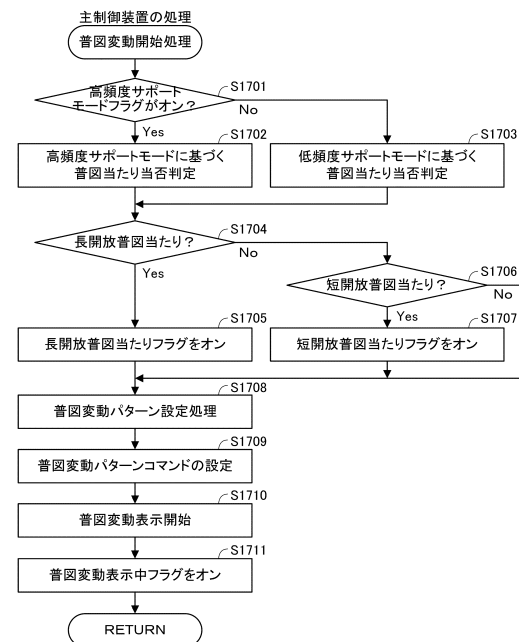 主制御装置の処理
普図変動開始処理
S1701
高頻度サポート
モードフラグがオン?
No
Yes
S1702
高頻度サポートモードに基づく
普図当たり当否判定
S1703
低頻度サポートモードに基づく
普図当たり当否判定
S1704
長開放普図当たり?
No
Yes
S1706
短開放普図当たり?
No
Yes
S1705
長開放普図当たりフラグをオン
S1707
短開放普図当たりフラグをオン
S1708
普図変動パターン設定処理
S1709
普図変動パターンコマンドの設定
S1710
普図変動表示開始
S1711
普図変動表示中フラグをオン
RETURN